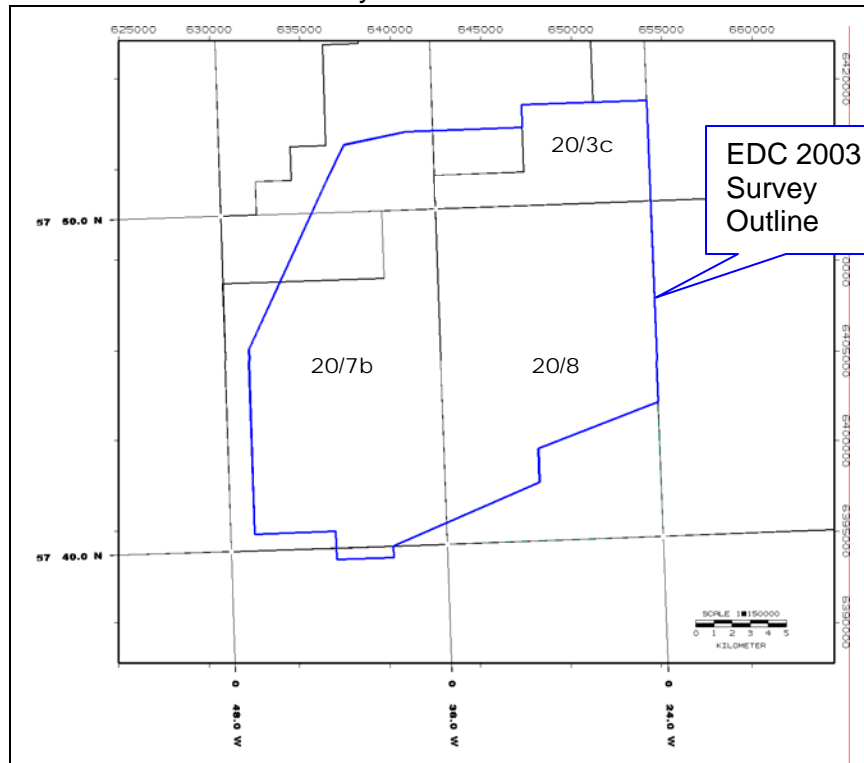 625000 630000 635000 640000 645000 650000 655000 660000
6420000
20/3c
EDC 2003
Survey
Outline
57 50.0 N
6405000
20/7b
20/8
6400000
6395000
57 40.0 N
SCALE 1:150000
0 1 2 3 4 5
KILOMETER
6390000
0 0 0
48.0 W 36.0 W 24.0 W